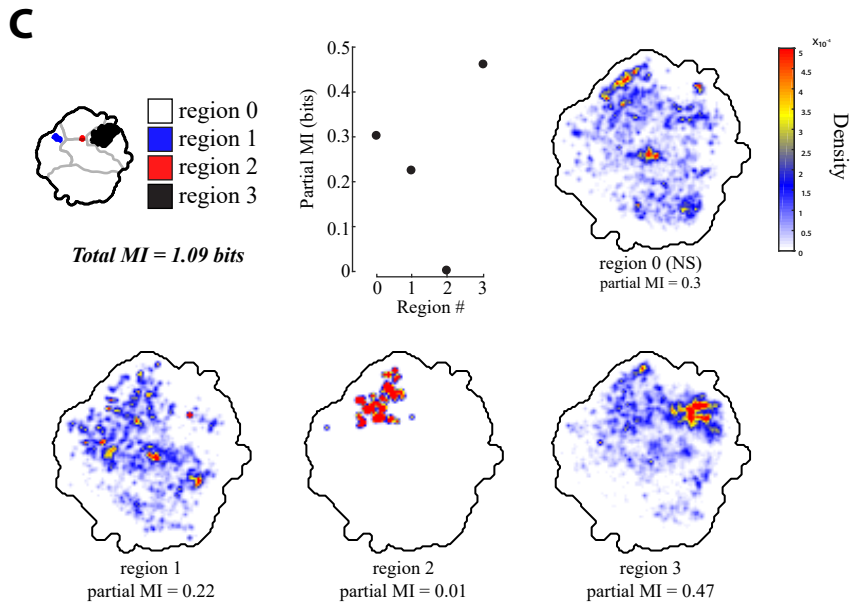 C
region 0
region 1
region 2
region 3
Total MI = 1.09 bits
Partial MI (bits)
0.5
0.4
0.3
0.2
0.1
0
0 1 2 3
Region #
region 0 (NS)
partial MI = 0.3
5
4.5
4
3.5
3
2.5
2
1.5
1
0.5
0
Density
region 1
partial MI = 0.22
region 2
partial MI = 0.01
region 3
partial MI = 0.47